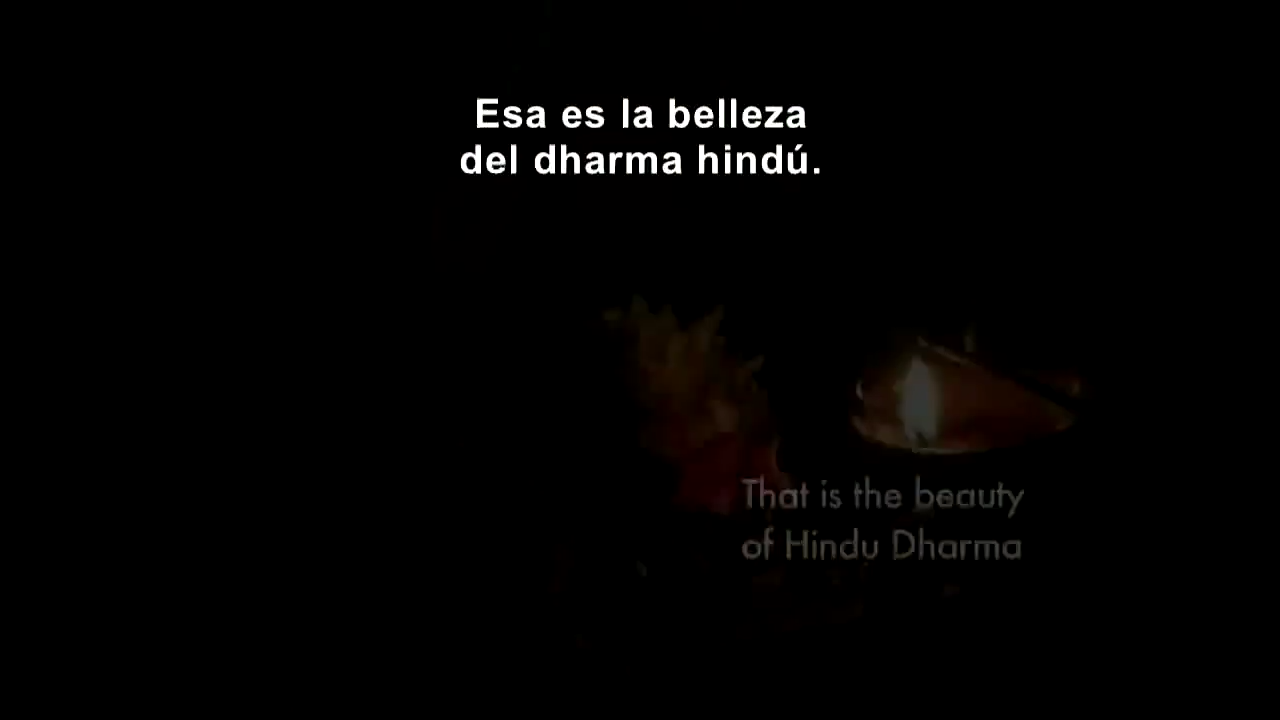 Esa es la belleza
del dharma hindú.
That is the beauty
of Hindu Dharma